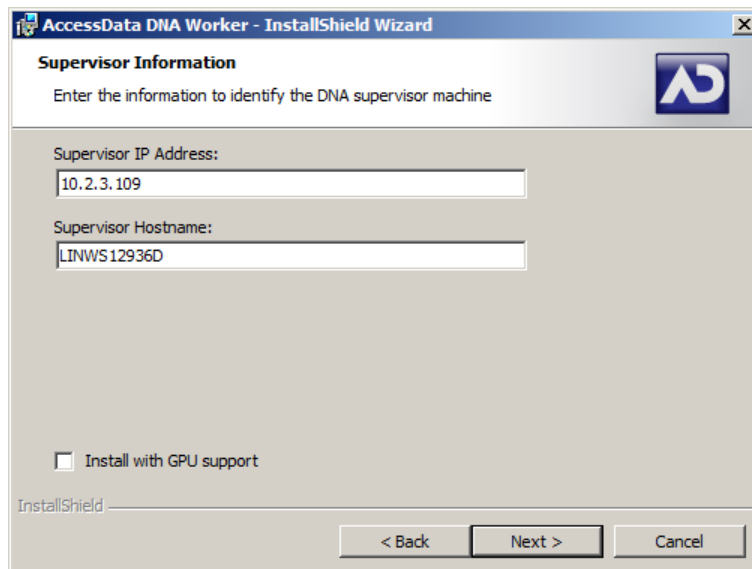 AccessData DNA Worker - InstallShield Wizard
Supervisor Information
Enter the information to identify the DNA supervisor machine
AD
Supervisor IP Address:
10.2.3.109
Supervisor Hostname:
LINWS12936D
Install with GPU support
InstallShield
< Back Next > Cancel